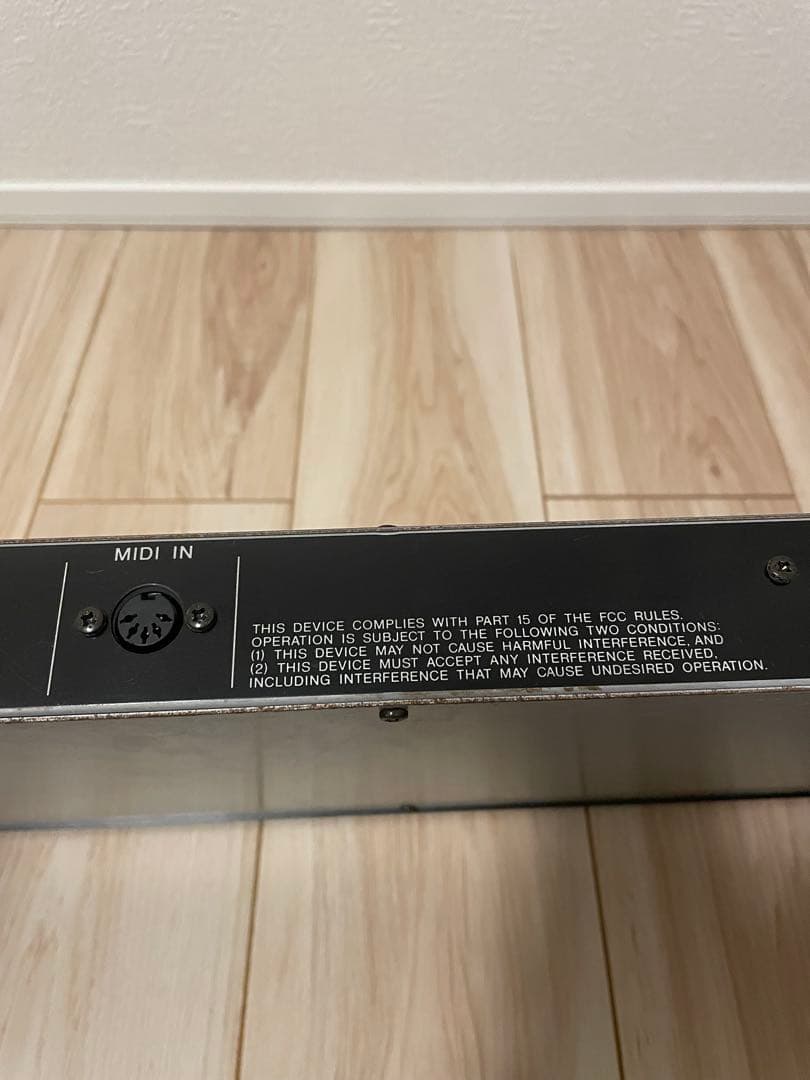 MIDI IN
THIS DEVICE COMPLIES WITH PART 15 OF THE FCC RULES.
OPERATION IS SUBJECT TO THE FOLLOWING TWO CONDITIONS:
(1) THIS DEVICE MAY NOT CAUSE HARMFUL INTERFERENCE, AND
(2) THIS DEVICE MUST ACCEPT ANY INTERFERENCE RECEIVED,
INCLUDING INTERFERENCE THAT MAY CAUSE UNDESIRED OPERATION.